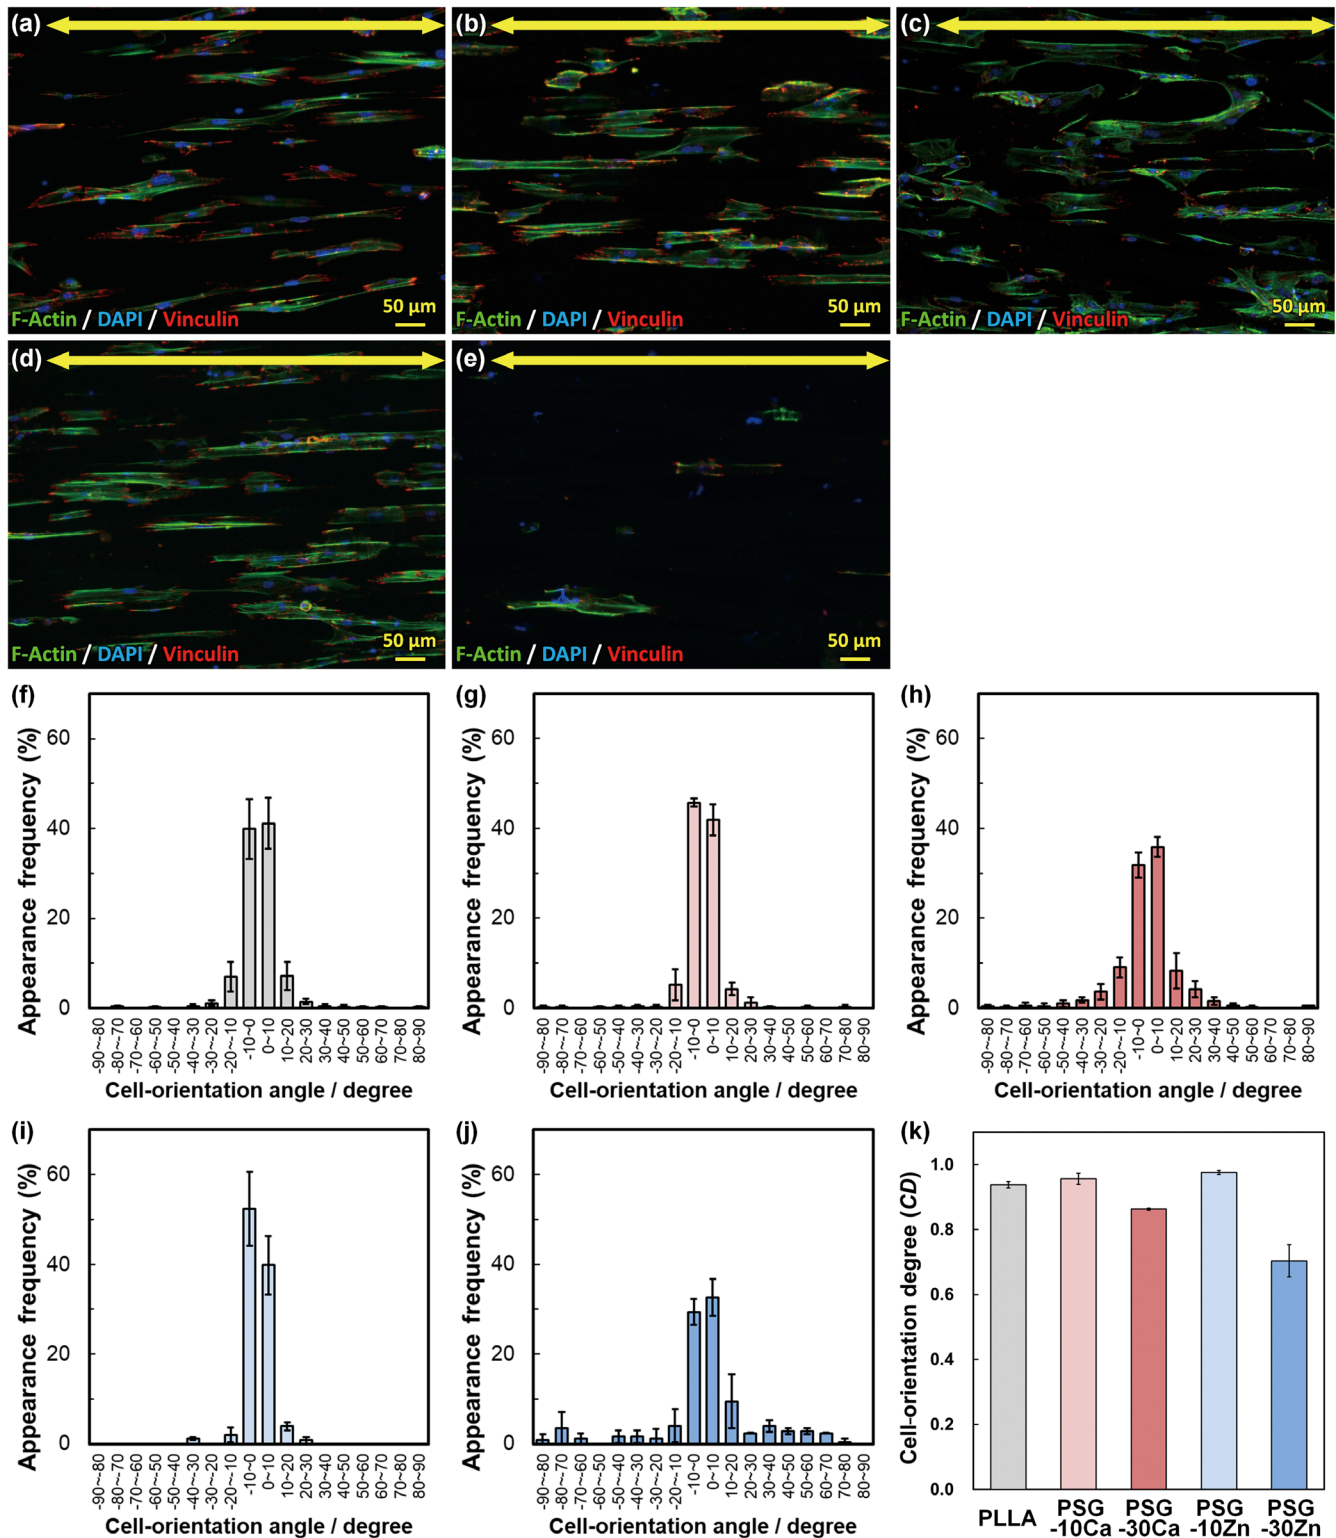 (a)
F-Actin / DAPI / Vinculin
50 µm
(b)
F-Actin / DAPI / Vinculin
50 µm
(c)
F-Actin / DAPI / Vinculin
50 µm
(d)
F-Actin / DAPI / Vinculin
50 µm
(e)
F-Actin / DAPI / Vinculin
50 µm
(f)
Appearance frequency (%)
60
40
20
0
-90~-80
-80~-70
-70~-60
-60~-50
-50~-40
-40~-30
-30~-20
-20~-10
-10~0
0~10
10~20
20~30
30~40
40~50
50~60
60~70
70~80
80~90
Cell-orientation angle / degree
(g)
Appearance frequency (%)
60
40
20
0
-90~-80
-80~-70
-70~-60
-60~-50
-50~-40
-40~-30
-30~-20
-20~-10
-10~0
0~10
10~20
20~30
30~40
40~50
50~60
60~70
70~80
80~90
Cell-orientation angle / degree
(h)
Appearance frequency (%)
60
40
20
0
-90~-80
-80~-70
-70~-60
-60~-50
-50~-40
-40~-30
-30~-20
-20~-10
-10~0
0~10
10~20
20~30
30~40
40~50
50~60
60~70
70~80
80~90
Cell-orientation angle / degree
(i)
Appearance frequency (%)
60
40
20
0
-90~-80
-80~-70
-70~-60
-60~-50
-50~-40
-40~-30
-30~-20
-20~-10
-10~0
0~10
10~20
20~30
30~40
40~50
50~60
60~70
70~80
80~90
Cell-orientation angle / degree
(j)
Appearance frequency (%)
60
40
20
0
-90~-80
-80~-70
-70~-60
-60~-50
-50~-40
-40~-30
-30~-20
-20~-10
-10~0
0~10
10~20
20~30
30~40
40~50
50~60
60~70
70~80
80~90
Cell-orientation angle / degree
(k)
Cell-orientation degree (CD)
1.0
0.8
0.6
0.4
0.2
0.0
PLLA
PSG
-10Ca
PSG
-30Ca
PSG
-10Zn
PSG
-30Zn